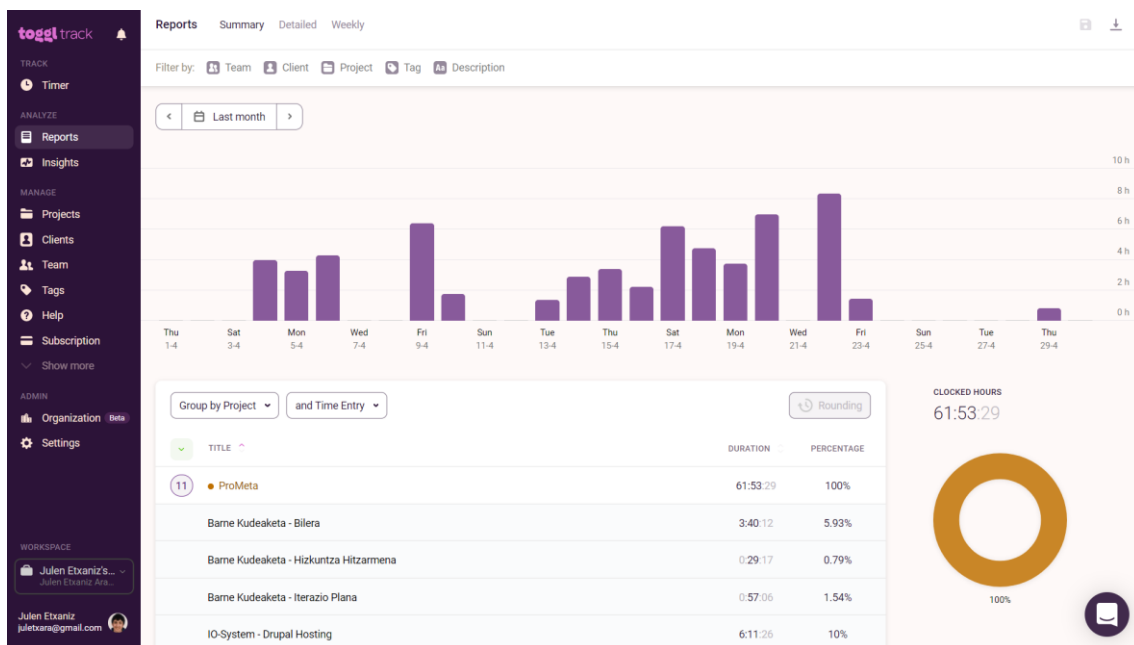 toggl track
Reports Summary Detailed Weekly
TRACK
Timer
ANALYZE
Reports
Insights
MANAGE
Projects
Clients
Team
Tags
Help
Subscription
Show more
ADMIN
Organization Beta
Settings
WORKSPACE
Julen Etxaniz's...
Julen Etxaniz Ara...
Julen Etxaniz
juletxara@gmail.com
Filter by: Team Client Project Tag Aa Description
Last month
10 h
8 h
6 h
4 h
2 h
0 h
Thu Sat Mon Wed Fri Sun Tue Thu Sat Mon Wed Fri Sun Tue Thu
1-4 3-4 5-4 7-4 9-4 11-4 13-4 15-4 17-4 19-4 21-4 23-4 25-4 27-4 29-4
Group by Project and Time Entry Rounding
TITLE DURATION PERCENTAGE
11 ProMeta 61:53:29 100%
Barne Kudeaketa - Bilera 3:40:12 5.93%
Barne Kudeaketa - Hizkuntza Hitzarmena 0:29:17 0.79%
Barne Kudeaketa - Iterazio Plana 0:57:06 1.54%
IO-System - Drupal Hosting 6:11:26 10%
CLOCKED HOURS
61:53:29
100%